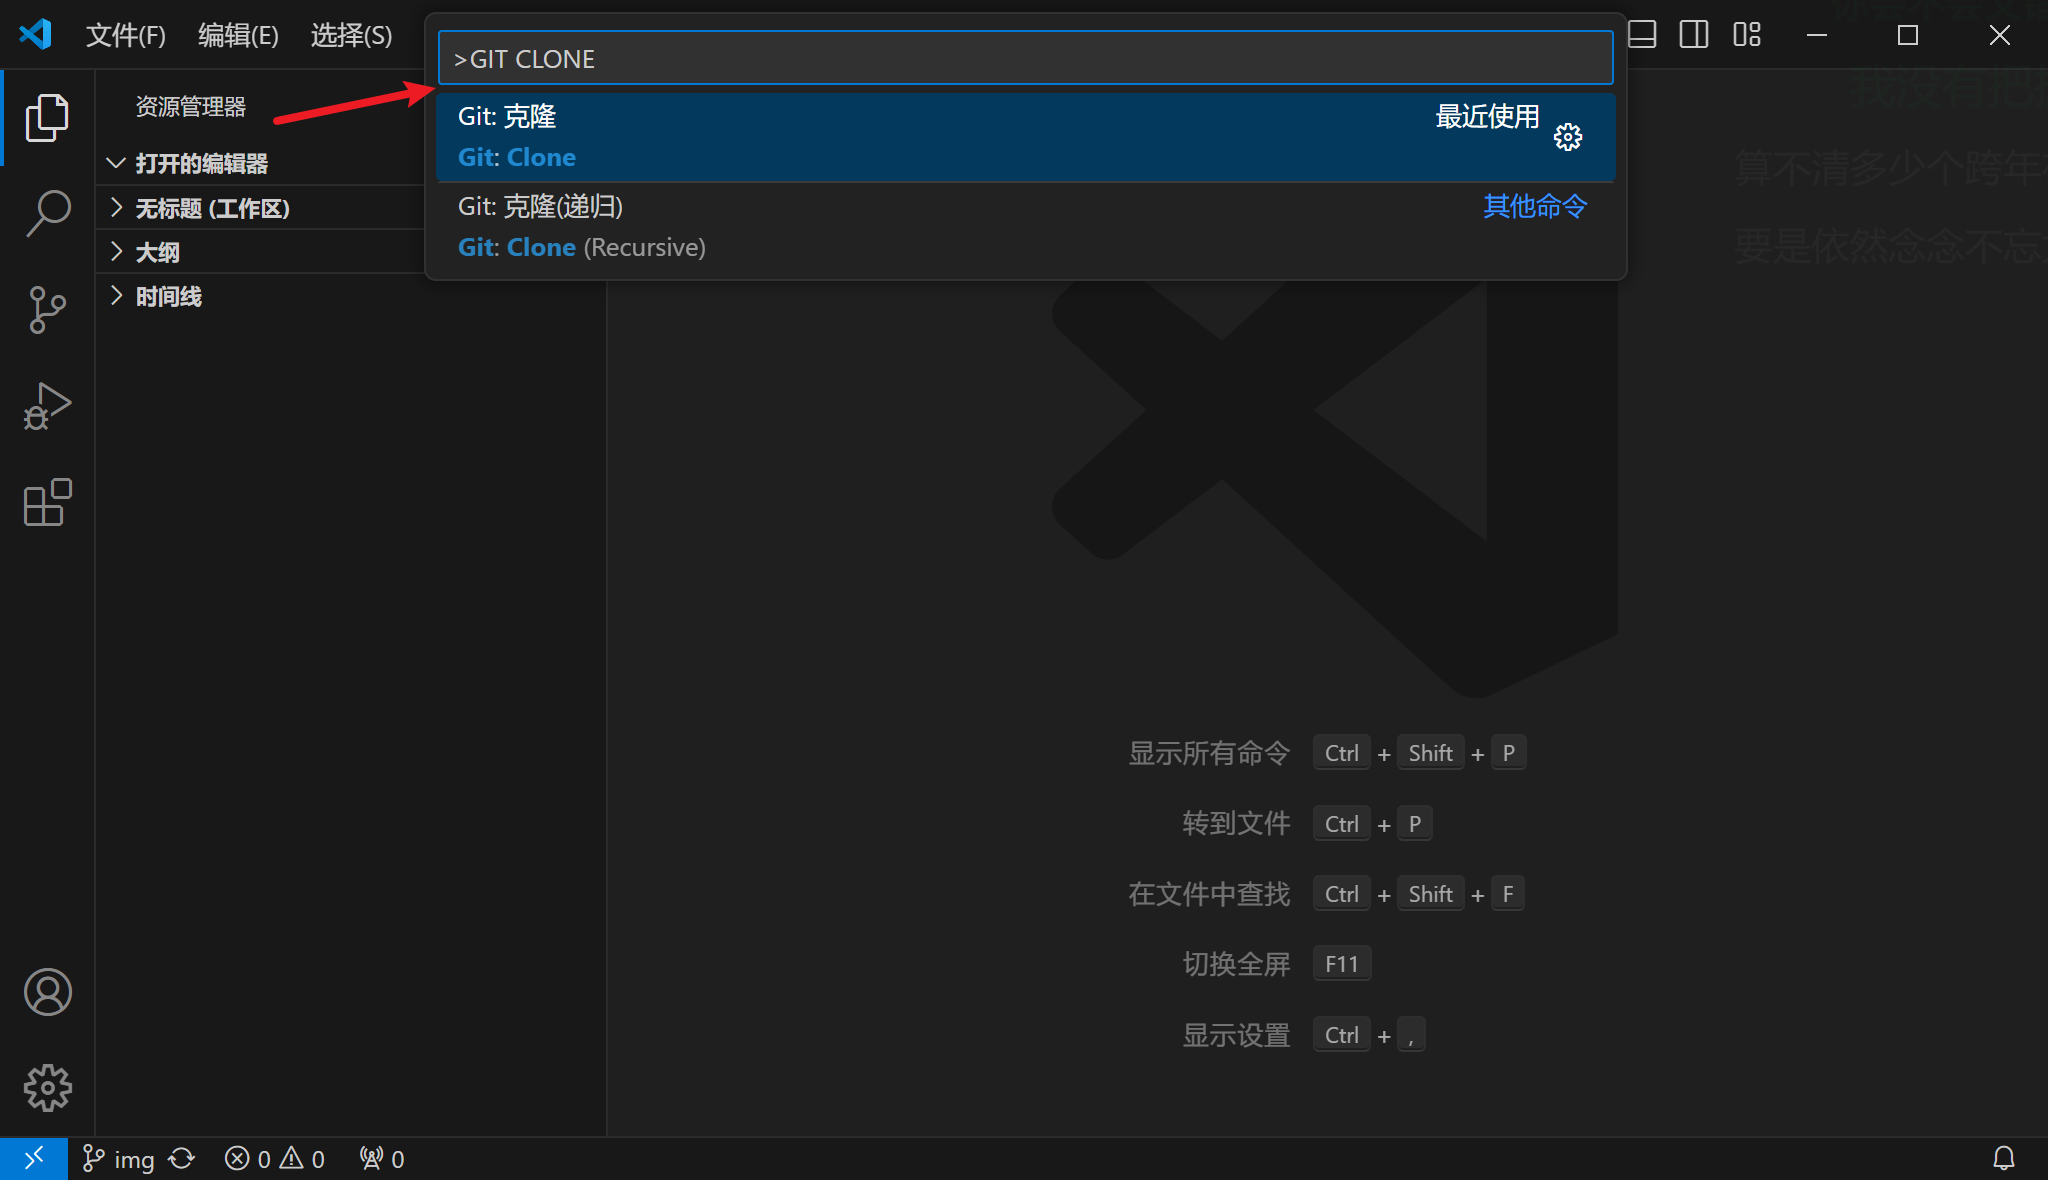 文件(F) 编辑(E) 选择(S)
>GIT CLONE
Git: 克隆 最近使用
Git: Clone
Git: 克隆(递归) 其他命令
Git: Clone (Recursive)
资源管理器
打开的编辑器
无标题 (工作区)
大纲
时间线
算不清多少个跨年
要是依然念念不忘
显示所有命令 Ctrl + Shift + P
转到文件 Ctrl + P
在文件中查找 Ctrl + Shift + F
切换全屏 F11
显示设置 Ctrl + ,
img 0 0 0